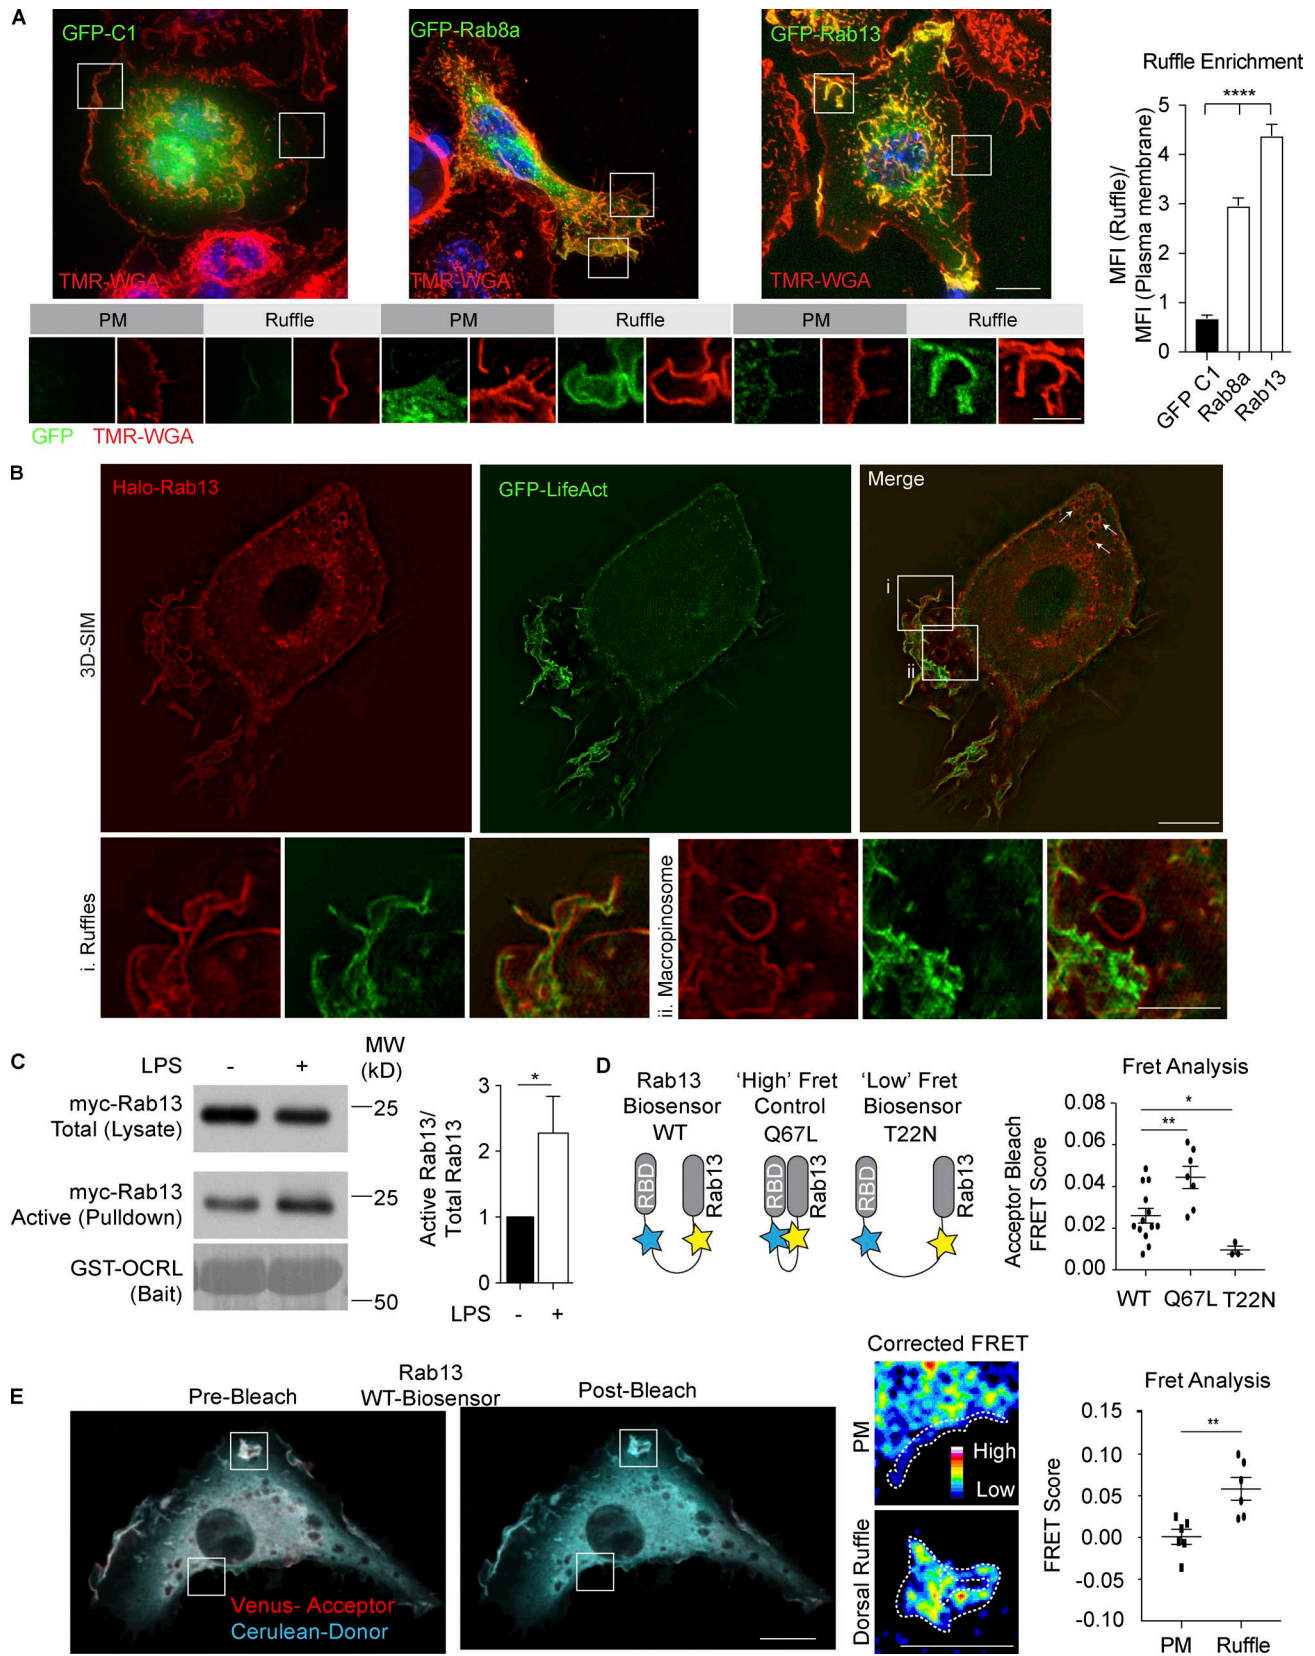 A
GFP-C1
TMR-WGA
GFP-Rab8a
TMR-WGA
GFP-Rab13
TMR-WGA
PM
Ruffle
PM
Ruffle
PM
Ruffle
GFP TMR-WGA
Ruffle Enrichment
****
MFI (Ruffle)/
MFI (Plasma membrane)
5
4
3
2
1
0
GFP C1
Rab8a
Rab13
B
3D-SIM
Halo-Rab13
GFP-LifeAct
Merge
i
ii
i. Ruffles
ii. Macropinosome
C
LPS - +
MW
(kD)
myc-Rab13
Total (Lysate)
25
myc-Rab13
Active (Pulldown)
25
GST-OCRL
(Bait)
50
Active Rab13/
Total Rab13
3
2
1
0
*
LPS - +
D
Rab13
Biosensor
WT
'High' Fret
Control
Q67L
'Low' Fret
Biosensor
T22N
RBD
Rab13
RBD
Rab13
RBD
Rab13
Fret Analysis
Acceptor Bleach
FRET Score
0.08
0.06
0.04
0.02
0.00
*
**
WT Q67L T22N
E
Pre-Bleach
Rab13
WT-Biosensor
Post-Bleach
Venus- Acceptor
Cerulean-Donor
Corrected FRET
PM
High
Low
Dorsal Ruffle
Fret Analysis
FRET Score
0.15
0.10
0.05
0.00
-0.05
-0.10
**
PM Ruffle